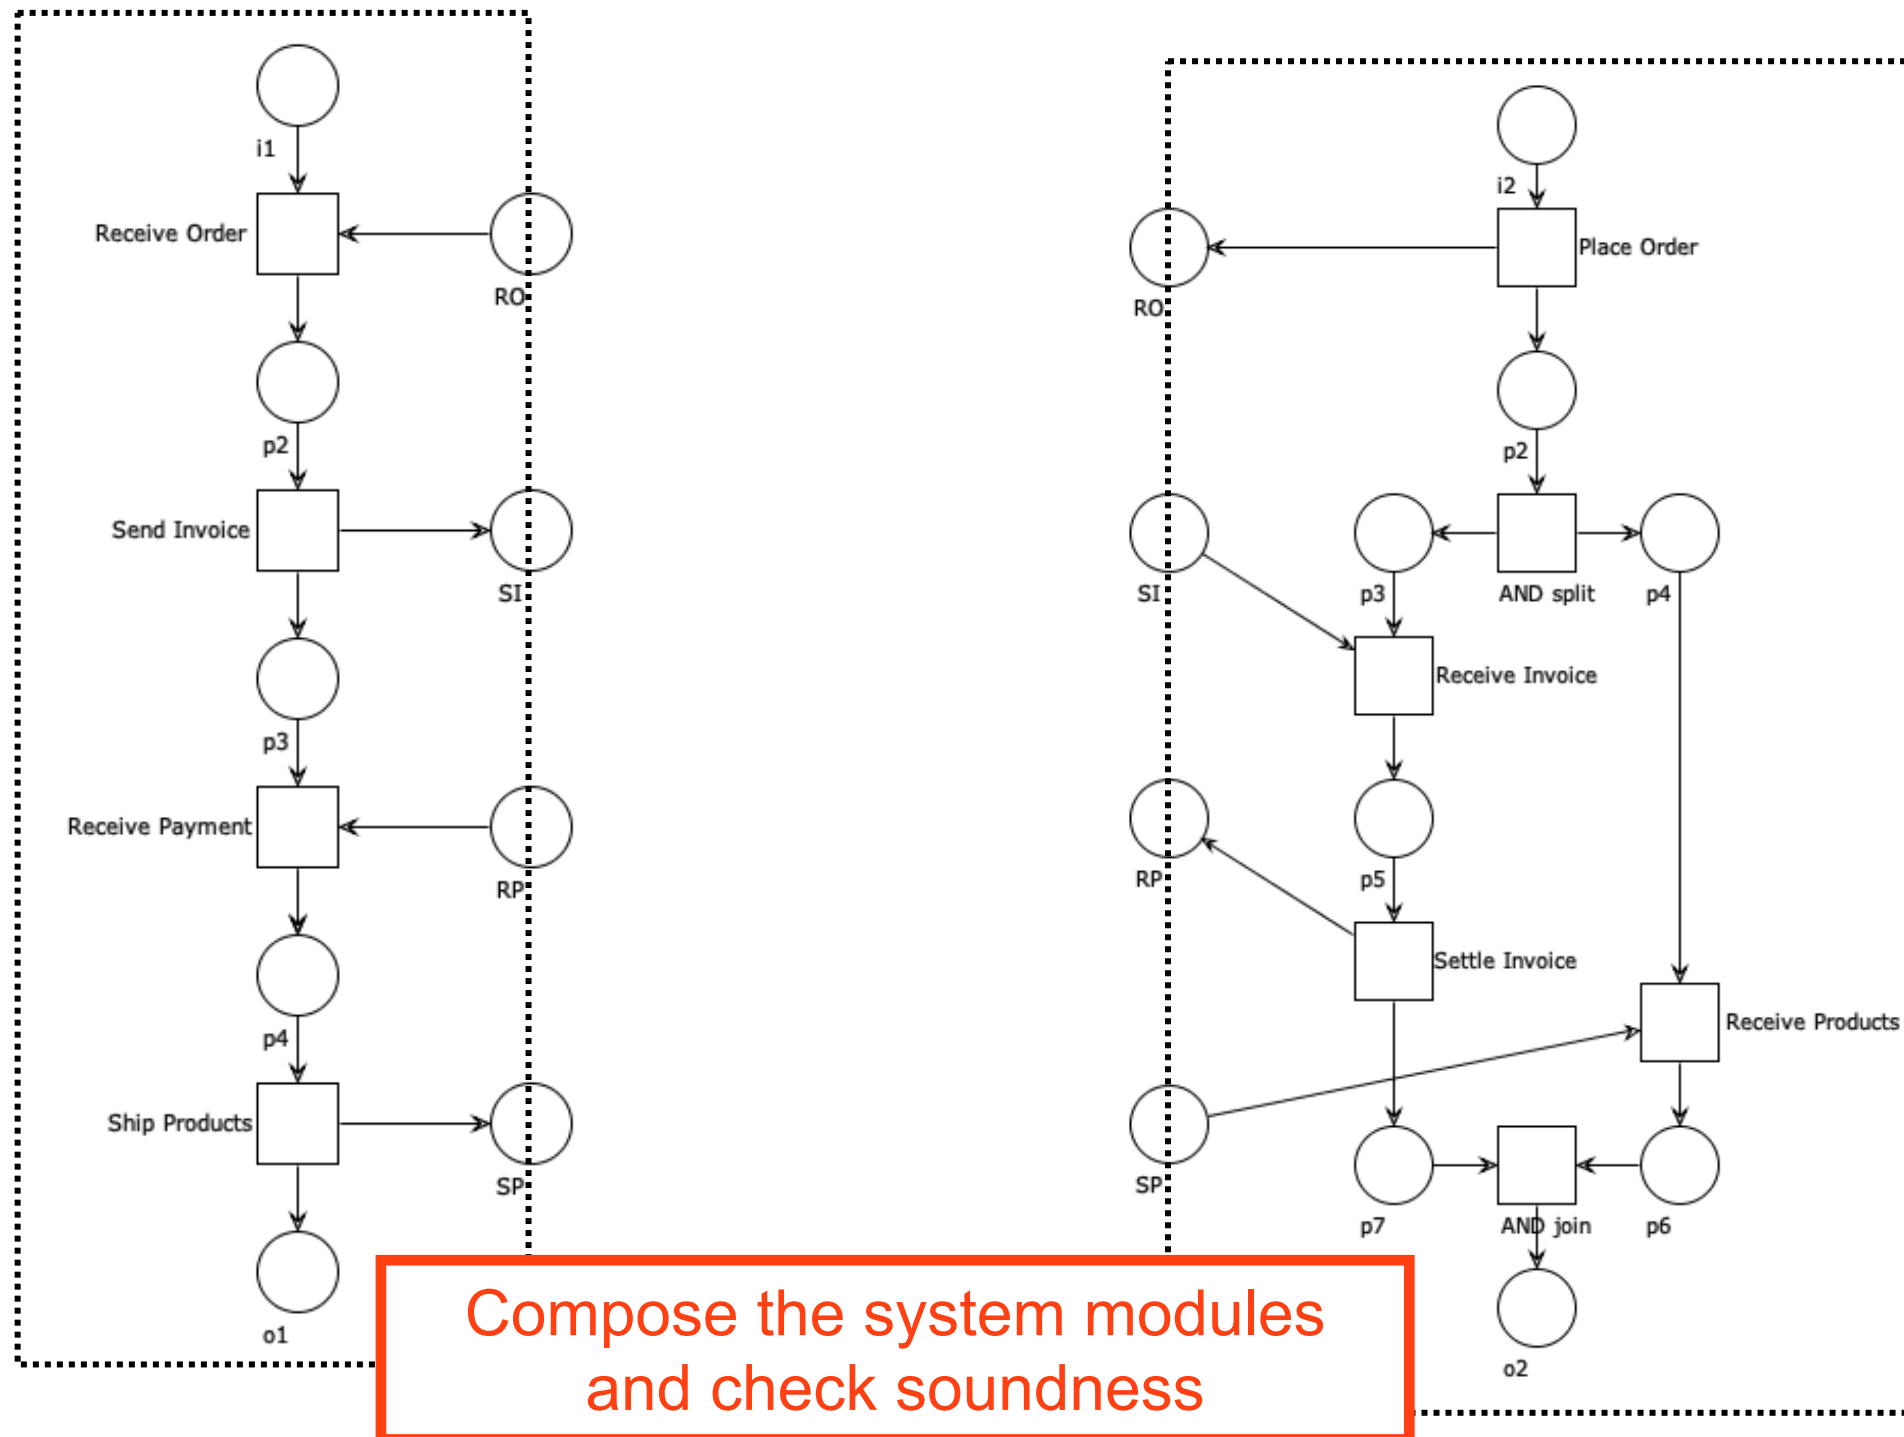 i1
Receive Order
RO
p2
Send Invoice
SI
p3
Receive Payment
RP
p4
Ship Products
SP
o1
i2
Place Order
RO
p2
SI
p3
AND split
p4
Receive Invoice
RP
p5
Settle Invoice
Receive Products
SP
p7
AND join
p6
o2
Compose the system modules
and check soundness